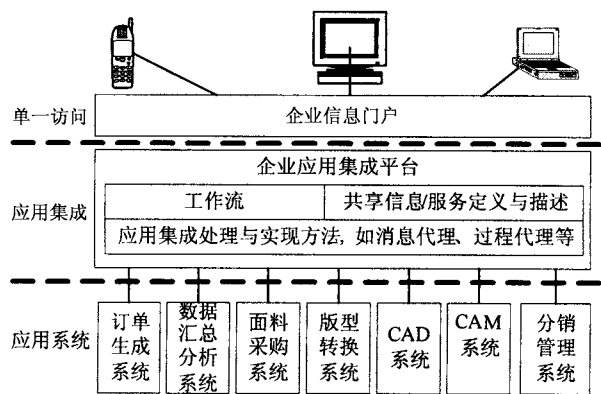 单一访问
企业信息门户
企业应用集成平台
应用集成
工作流
共享信息/服务定义与描述
应用集成处理与实现方法, 如消息代理、过程代理等
应用系统
订单
生成
系统
数据
汇总
分析
系统
面料
采购
系统
版型
转换
系统
CAD
系统
CAM
系统
分销
管理
系统